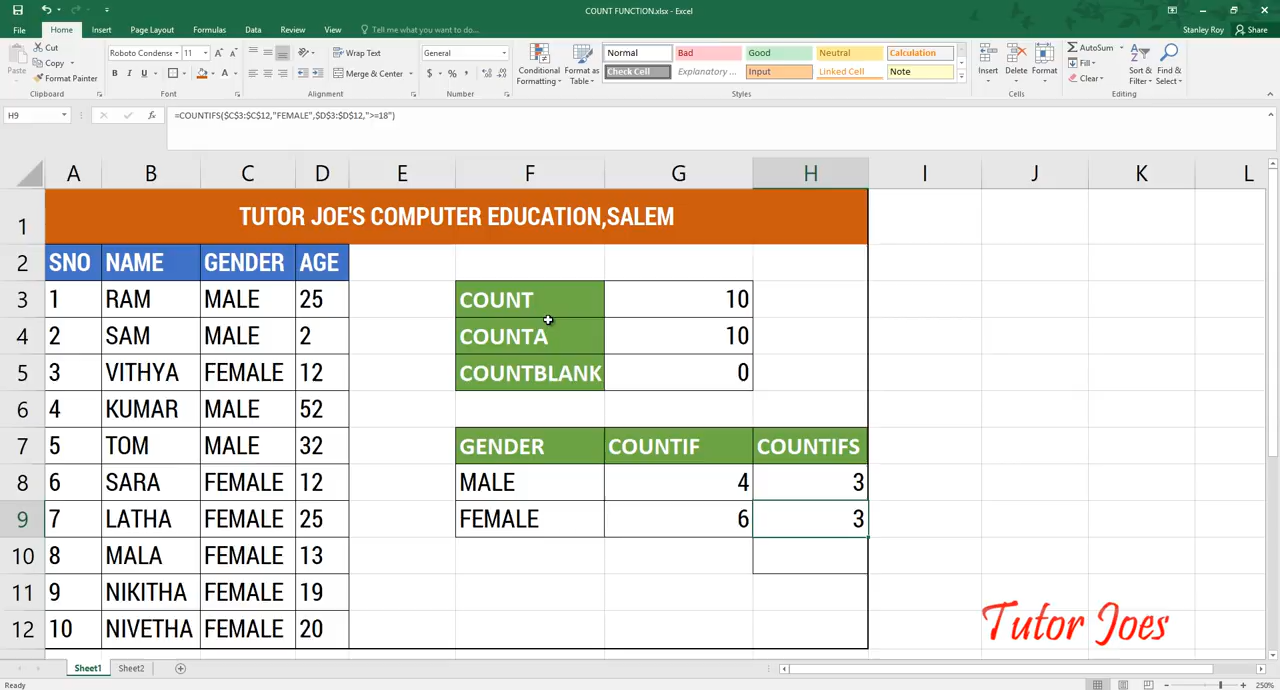 COUNT FUNCTION.xlsx - Excel
File Home Insert Page Layout Formulas Data Review View Tell me what you want to do... Stanley Roy Share
Paste Cut Copy Format Painter Clipboard
Roboto Condense 11 B I U Font
Wrap Text Merge & Center Alignment
General $ % , Number
Conditional Formatting Format as Table Normal Bad Good Neutral Calculation
Check Cell Explanatory ... Input Linked Cell Note Styles
Insert Delete Format Cells
AutoSum Fill Clear Sort & Filter Find & Select Editing
H9 fx =COUNTIFS($C$3:$C$12,"FEMALE",$D$3:$D$12,">=18")
A B C D E F G H I J K L
1 TUTOR JOE'S COMPUTER EDUCATION,SALEM
2 SNO NAME GENDER AGE
3 1 RAM MALE 25 COUNT 10
4 2 SAM MALE 2 COUNTA 10
5 3 VITHYA FEMALE 12 COUNTBLANK 0
6 4 KUMAR MALE 52
7 5 TOM MALE 32 GENDER COUNTIF COUNTIFS
8 6 SARA FEMALE 12 MALE 4 3
9 7 LATHA FEMALE 25 FEMALE 6 3
10 8 MALA FEMALE 13
11 9 NIKITHA FEMALE 19
12 10 NIVETHA FEMALE 20
Tutor Joes
Sheet1 Sheet2
Ready 250%